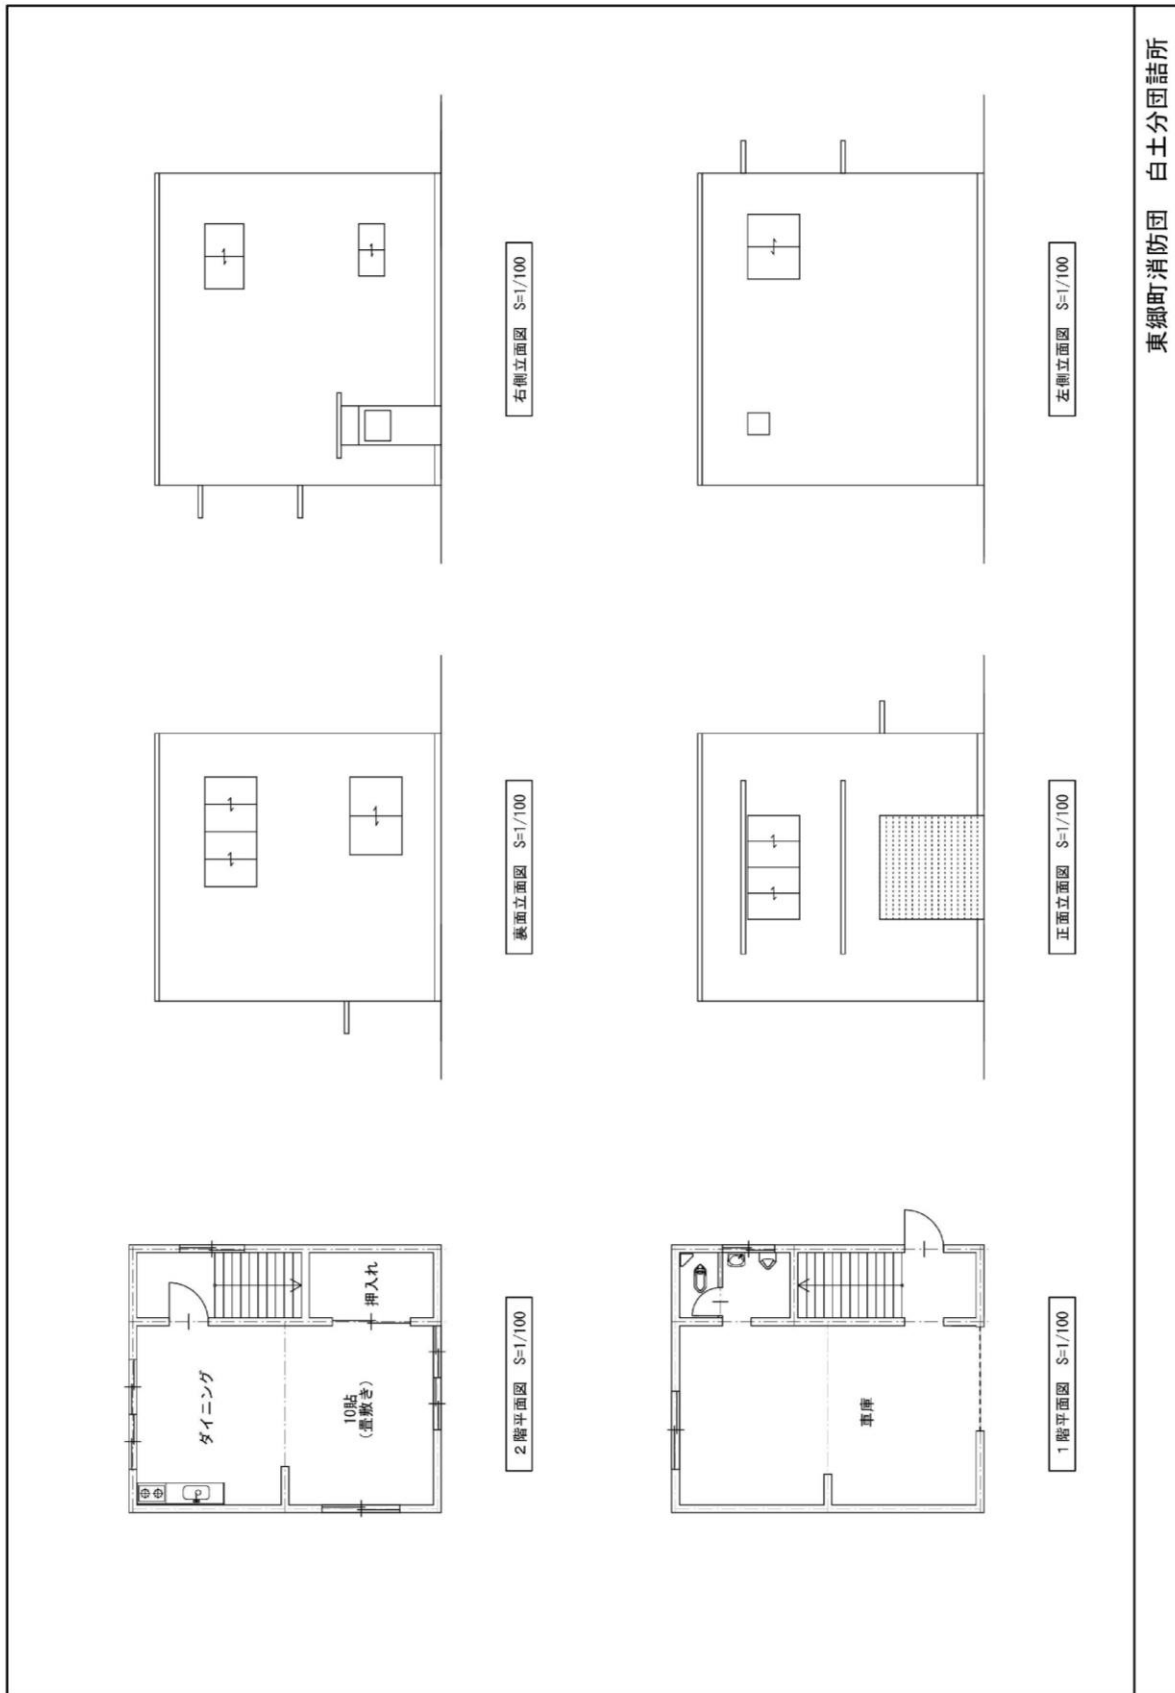 ダイニング
10貼
(畳敷き)
押入れ
2階平面図 S=1/100
裏面立面図 S=1/100
右側立面図 S=1/100
車庫
1階平面図 S=1/100
正面立面図 S=1/100
左側立面図 S=1/100
東郷町消防団 白土分団詰所